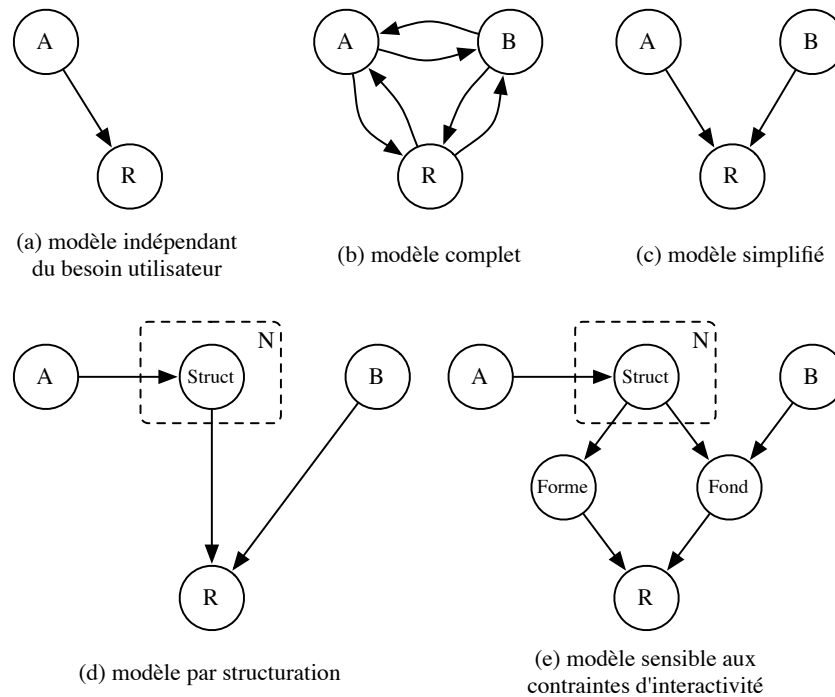 A
R
(a) modèle indépendant
du besoin utilisateur
A
B
R
(b) modèle complet
A
B
R
(c) modèle simplifié
A
Struct
N
B
R
(d) modèle par structuration
A
Struct
N
B
Forme
Fond
R
(e) modèle sensible aux
contraintes d'interactivité